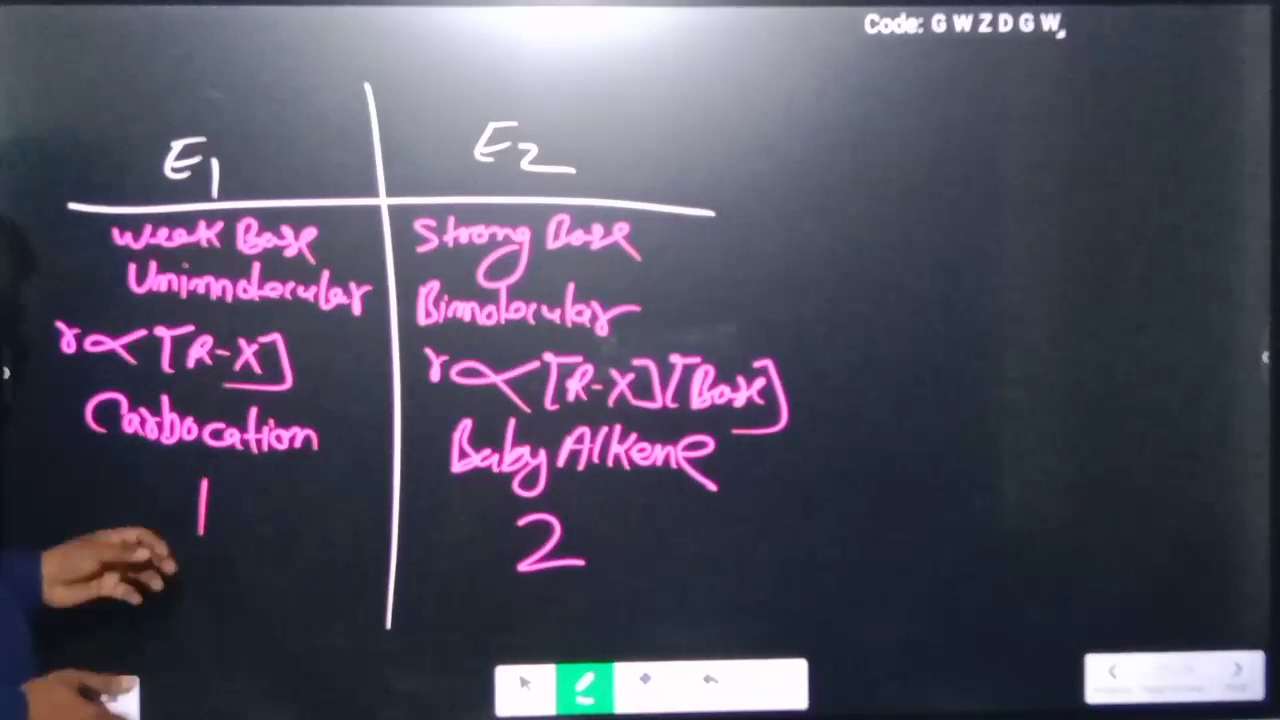 Code: G W Z D G W
E1
E2
Weak Base
Strong Base
Unimolecular
Bimolecular
r∝[R-X]
r∝[R-X][Base]
Carbocation
Baby Alkene
1
2